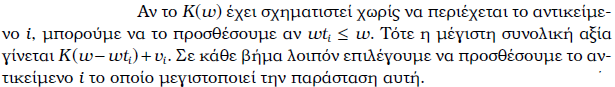 Αν το K(w) έχει σχηματιστεί χωρίς να περιέχεται το αντικείμε-
νο i, μπορούμε να το προσθέσουμε αν wt_i ≤ w. Τότε η μέγιστη συνολική αξία
γίνεται K(w−wt_i)+v_i. Σε κάθε βήμα λοιπόν επιλέγουμε να προσθέσουμε το αν-
τικείμενο i το οποίο μεγιστοποιεί την παράσταση αυτή.